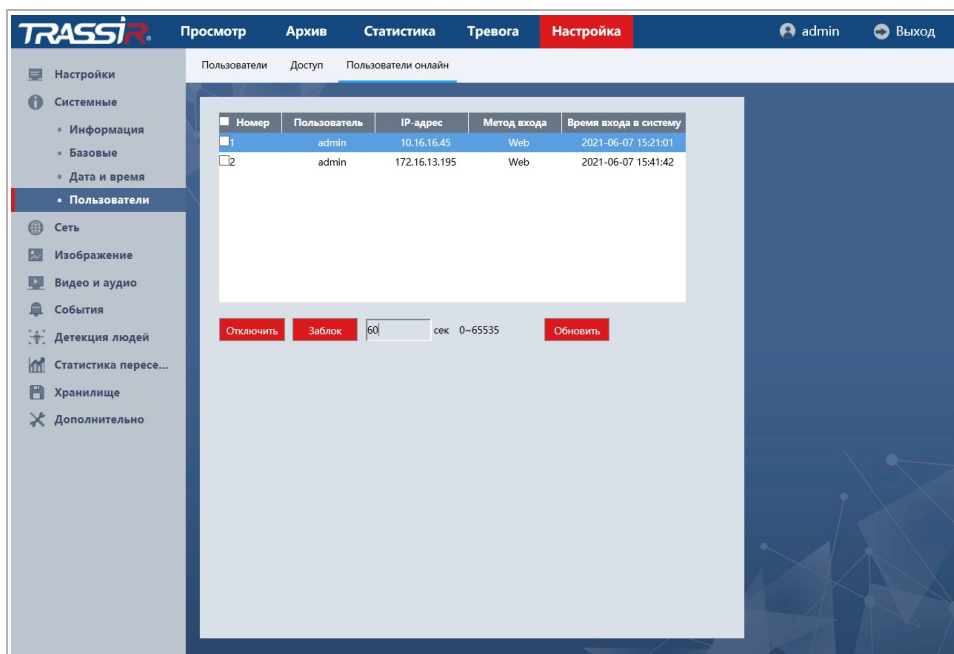 TRASSIR
Просмотр Архив Статистика Тревога Настройка admin Выход
Пользователи Доступ Пользователи онлайн
Настройки
Системные
Информация
Базовые
Дата и время
Пользователи
Сеть
Изображение
Видео и аудио
События
Детекция людей
Статистика пересе...
Хранилище
Дополнительно
Номер Пользователь IP-адрес Метод входа Время входа в систему
1 admin 10.16.16.45 Web 2021-06-07 15:21:01
2 admin 172.16.13.195 Web 2021-06-07 15:41:42
Отключить Заблок 60 сек 0~65535 Обновить